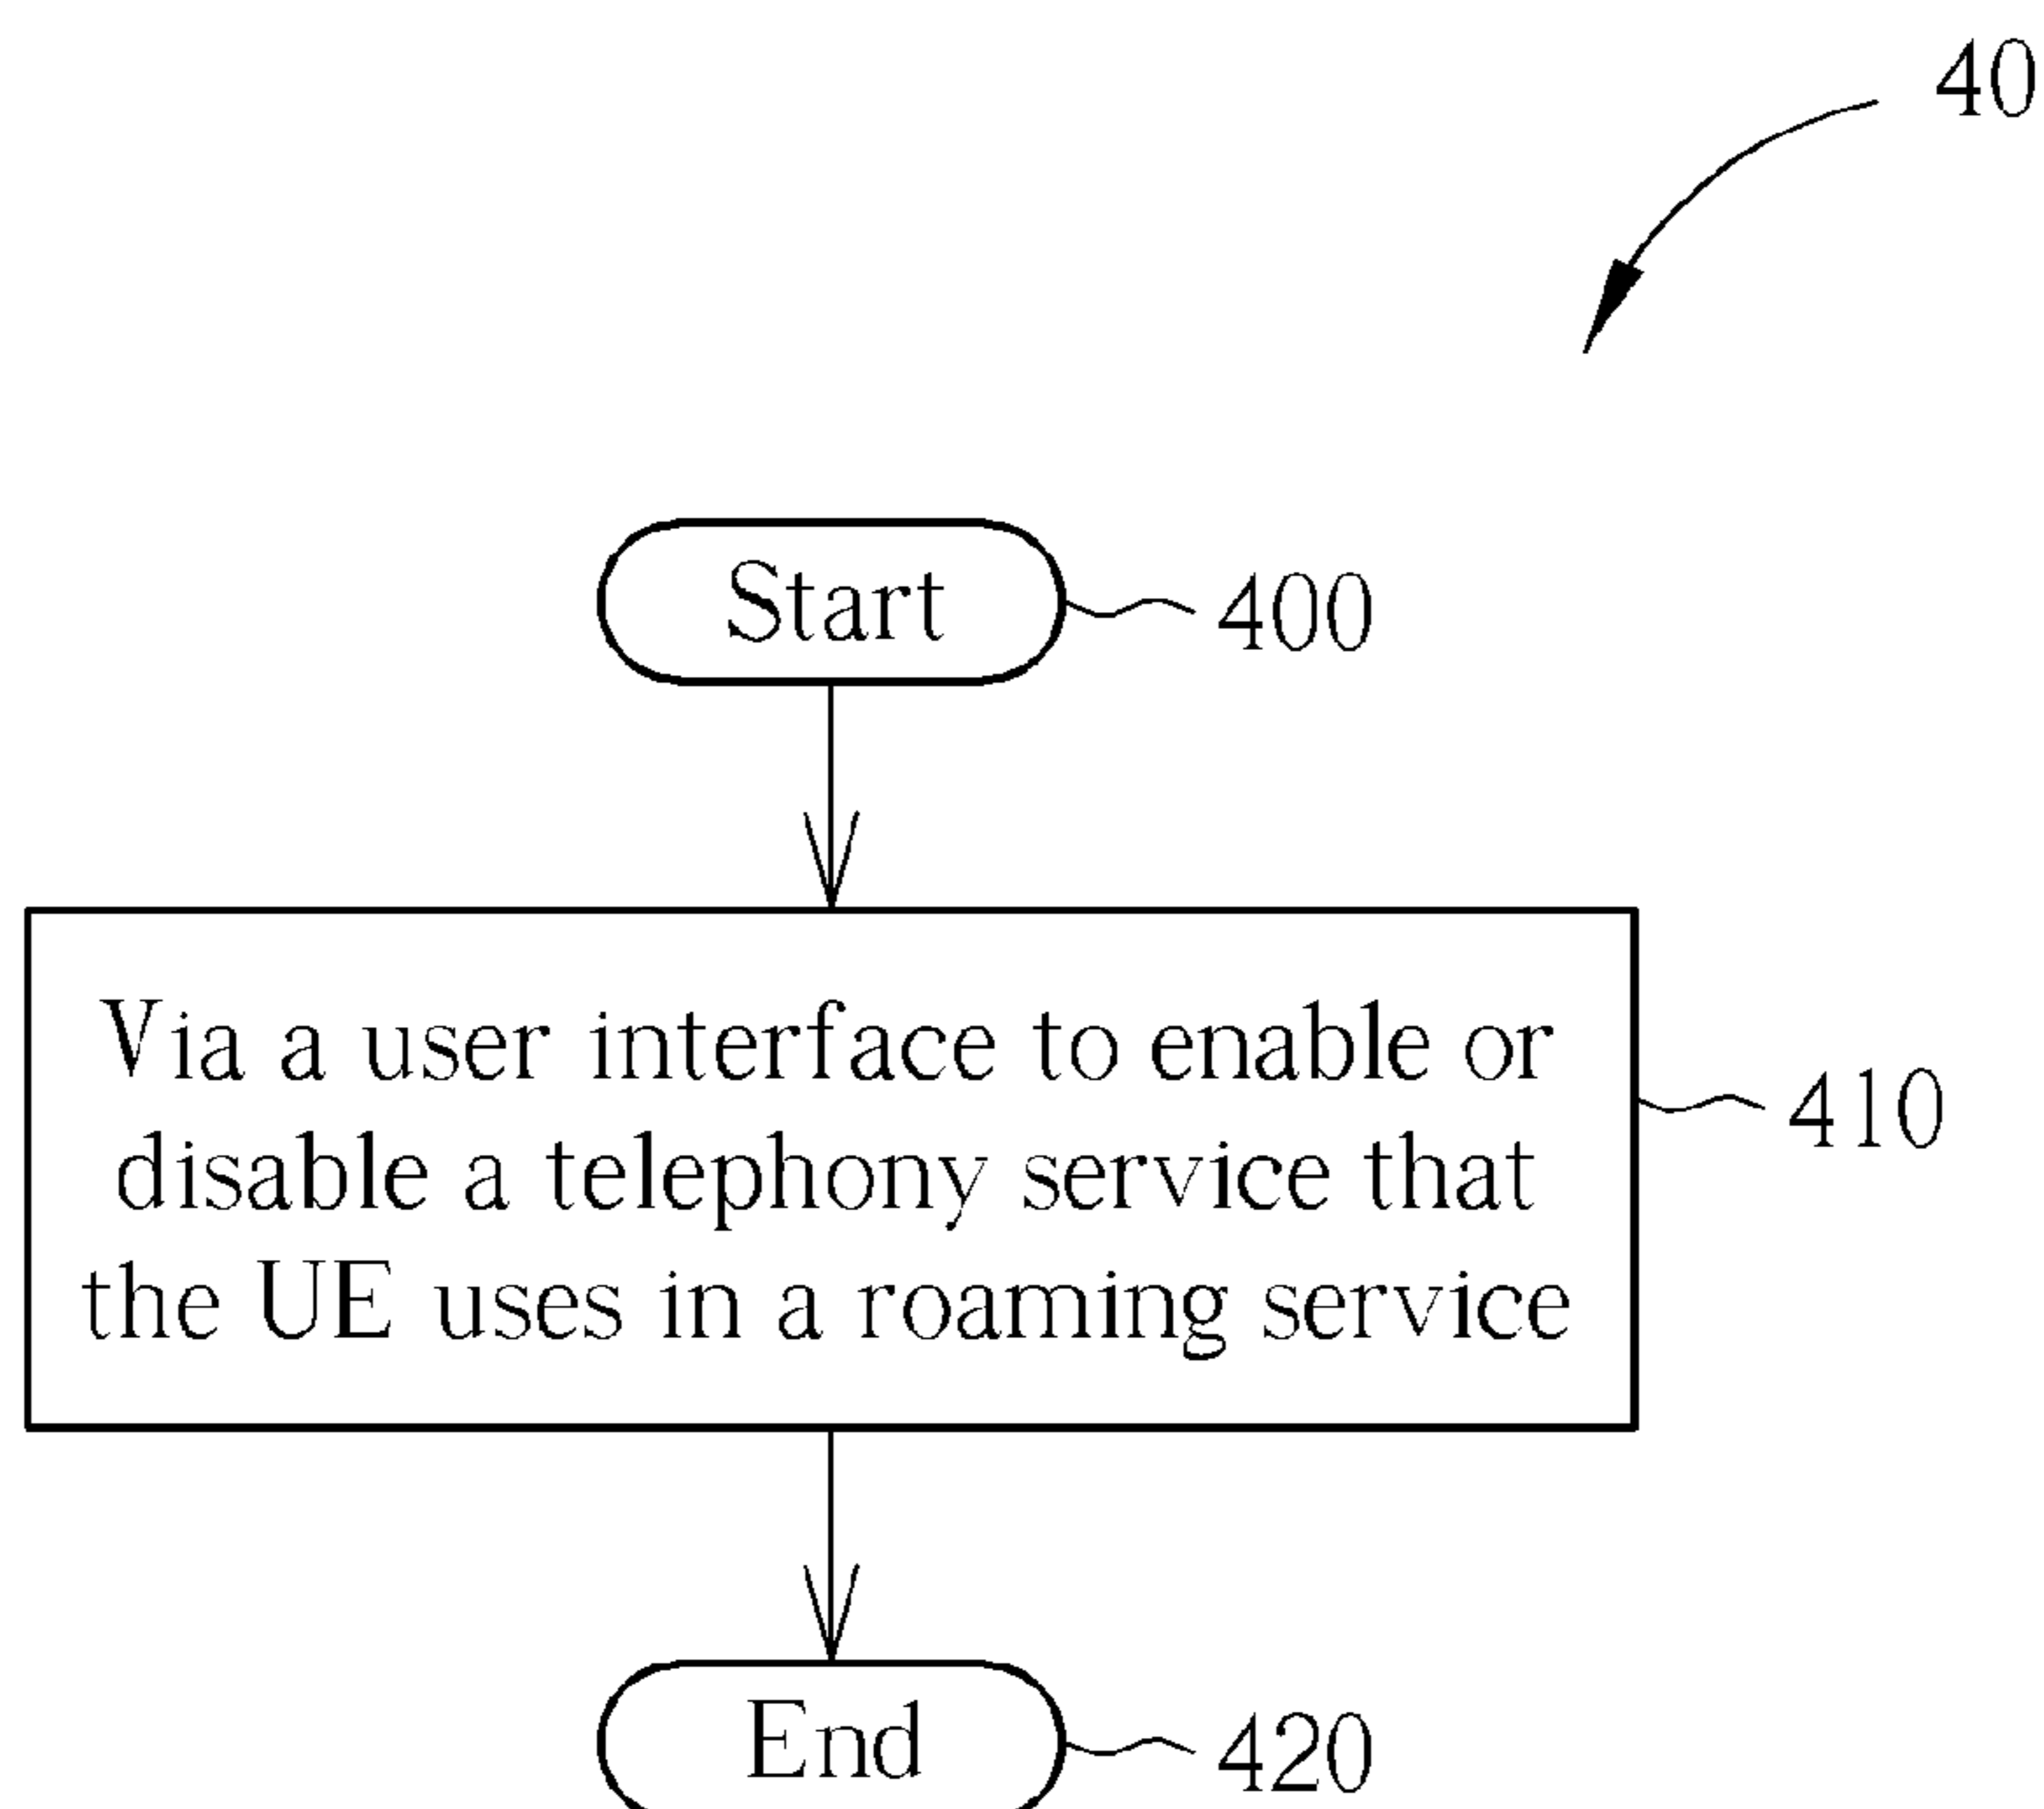 40
Start
400
Via a user interface to enable or
disable a telephony service that
the UE uses in a roaming service
410
End
420